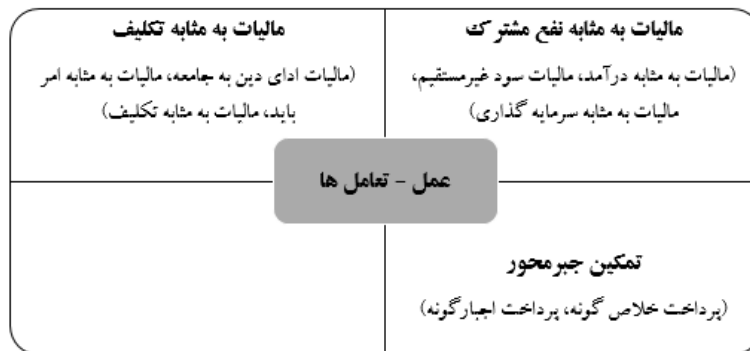 مالیات به مثابه نفع مشترک
(مالیات به مثابه درآمد، مالیات سود غیرمستقیم،
مالیات به مثابه سرمایه گذاری)
مالیات به مثابه تکلیف
(مالیات ادای دین به جامعه، مالیات به مثابه امر
باید، مالیات به مثابه تکلیف)
عمل - تعامل ها
تمکین جبرمحور
(پرداخت خلاص گونه، پرداخت اجبارگونه)